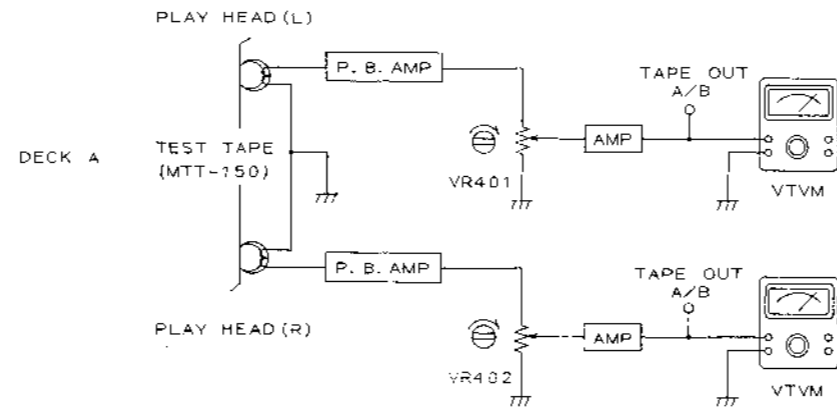 PLAY HEAD(L)
P. B. AMP
TAPE OUT
A/B
DECK A
TEST TAPE
(MTT-150)
AMP
VR401
VTVM
P. B. AMP
TAPE OUT
A/B
PLAY HEAD(R)
AMP
VR402
VTVM